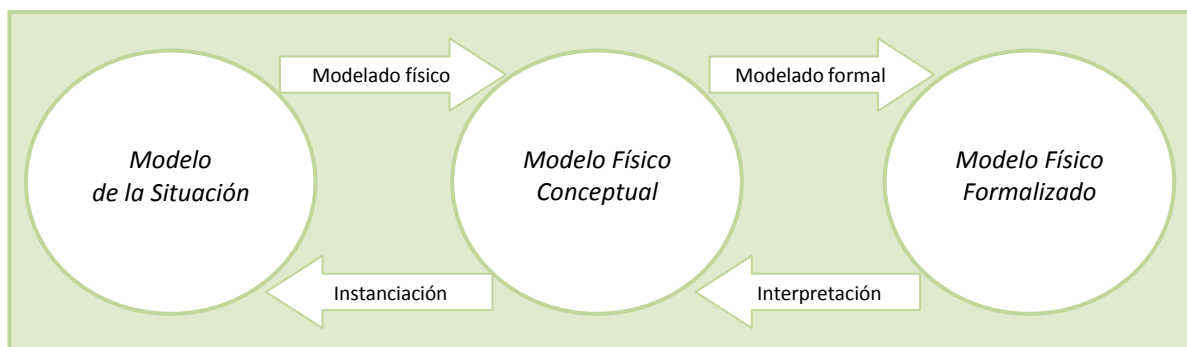 Modelado físico
Modelado formal
Modelo
de la Situación
Modelo Físico
Conceptual
Modelo Físico
Formalizado
Instanciación
Interpretación